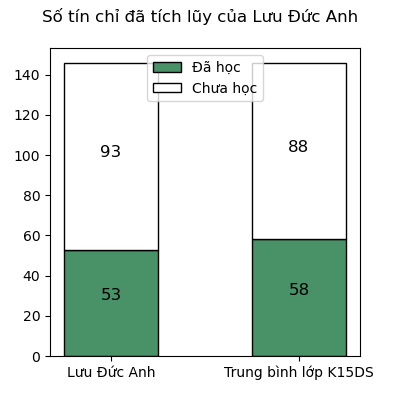 Số tín chỉ đã tích lũy của Lưu Đức Anh
Đã học
Chưa học
140
120
100
80
60
40
20
0
93
88
53
58
Lưu Đức Anh
Trung bình lớp K15DS